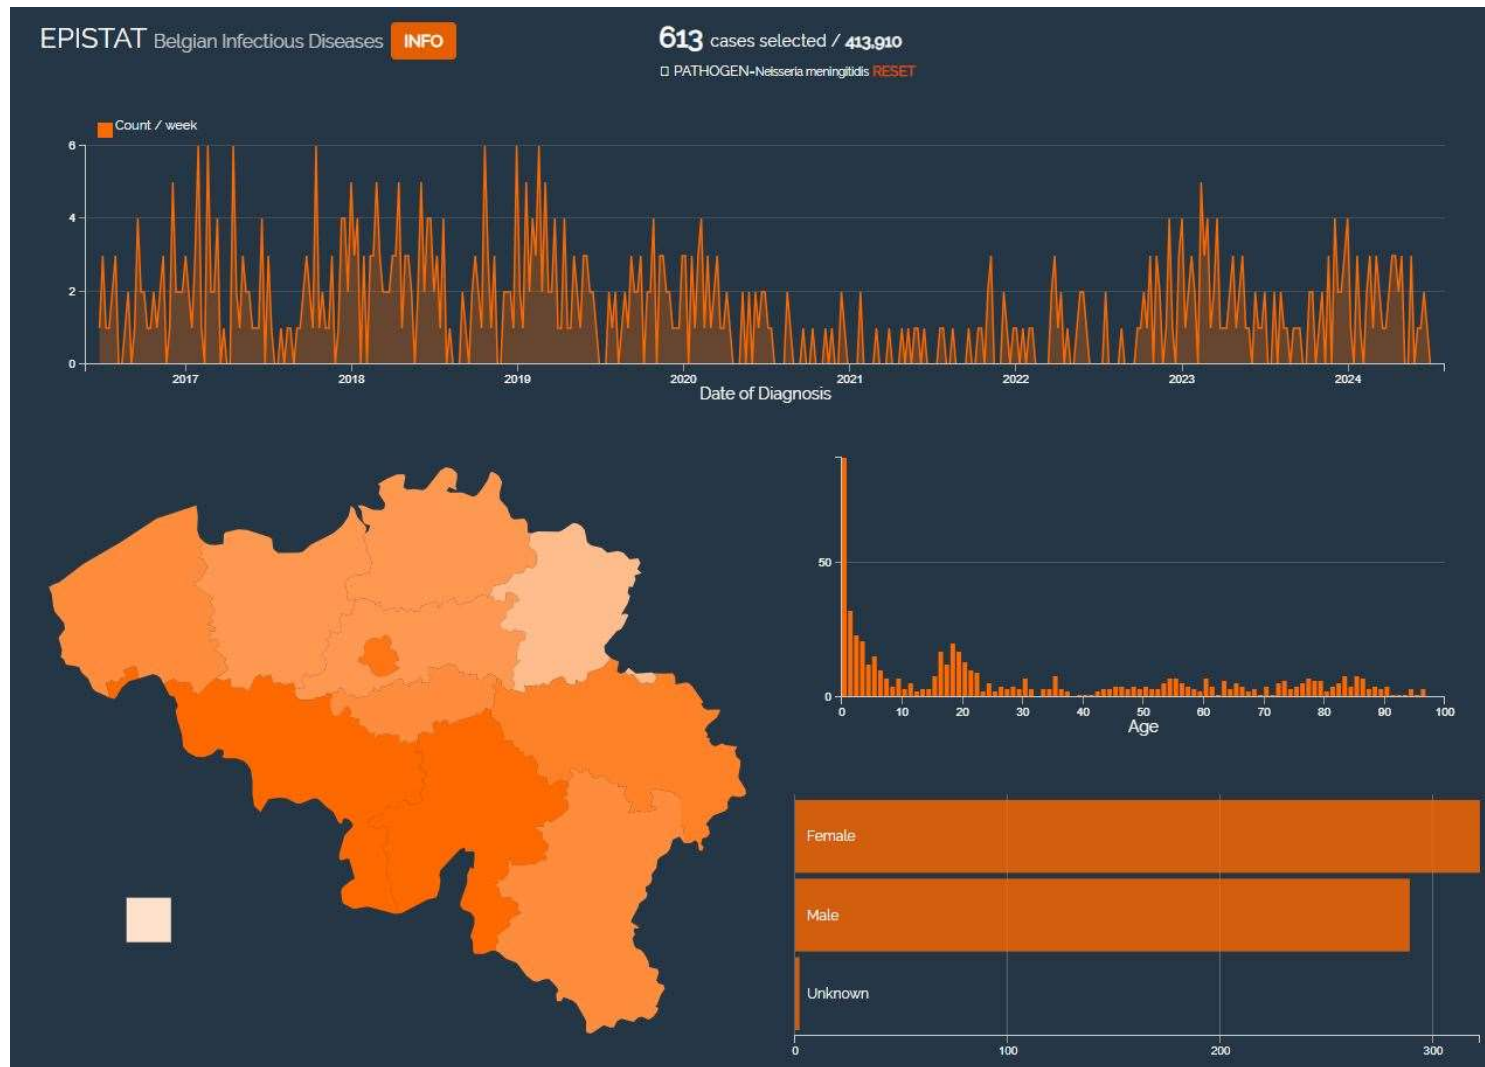 EPISTAT Belgian Infectious Diseases INFO
613 cases selected / 413,910
PATHOGEN-Neisseria meningitidis RESET
Count / week
6
4
2
0
2017 2018 2019 2020 2021 2022 2023 2024
Date of Diagnosis
50
0
0 10 20 30 40 50 60 70 80 90 100
Age
Female
Male
Unknown
0 100 200 300